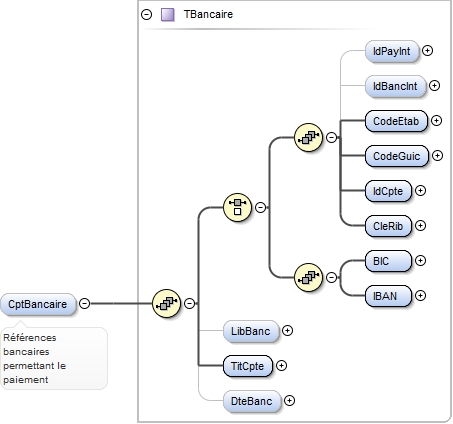 TBancaire
IdPayInt
IdBancInt
CodeEtab
CodeGuic
IdCpte
CleRib
BIC
IBAN
CptBancaire
Références
bancaires
permettant le
paiement
LibBanc
TitCpte
DteBanc